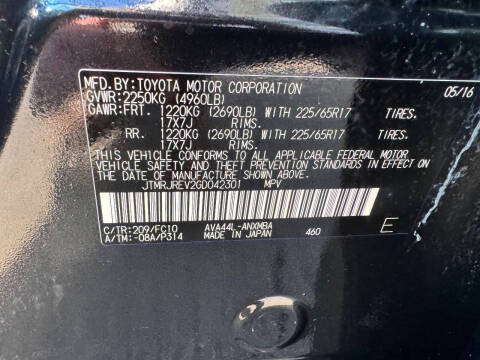 MFD.BY:TOYOTA MOTOR CORPORATION 05/16
GVWR:2250KG (4960LB)
GAWR:FRT. 1220KG (2690LB) WITH 225/65R17 TIRES.
17X7J RIMS.
RR. 1220KG (2690LB) WITH 225/65R17 TIRES.
17X7J RIMS.
THIS VEHICLE CONFORMS TO ALL APPLICABLE FEDERAL MOTOR
VEHICLE SAFETY AND THEFT PREVENTION STANDARDS IN EFFECT ON
THE DATE OF MANUFACTURE SHOWN ABOVE.
JTMRJREV2GD042301 MPV
C/TR:209/FC10 AVA44L-ANXMBA
A/TM:-08A/P314 MADE IN JAPAN 460 E